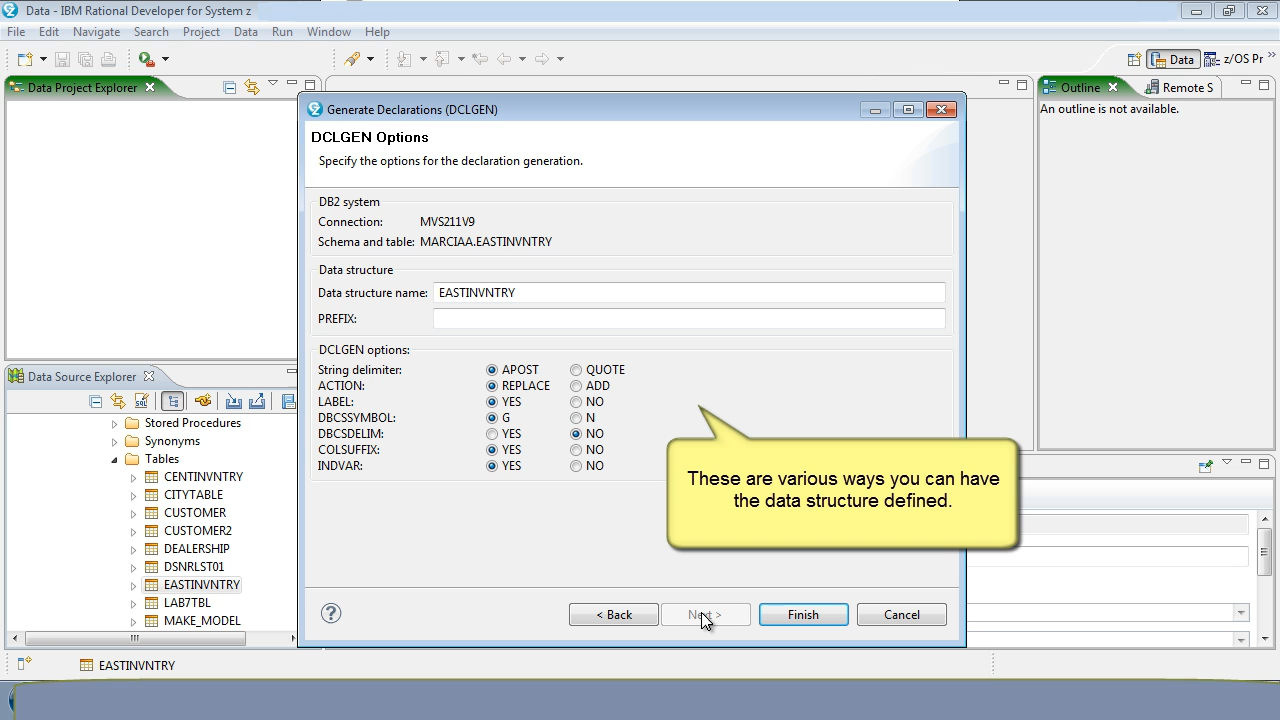 Data - IBM Rational Developer for System z
File Edit Navigate Search Project Data Run Window Help
Data z/OS Pr »
Data Project Explorer
Outline Remote S
An outline is not available.
Generate Declarations (DCLGEN)
DCLGEN Options
Specify the options for the declaration generation.
DB2 system
Connection: MVS211V9
Schema and table: MARCIAA.EASTINVNTRY
Data structure
Data structure name: EASTINVNTRY
PREFIX:
DCLGEN options:
String delimiter: APOST QUOTE
ACTION: REPLACE ADD
LABEL: YES NO
DBCSSYMBOL: G N
DBCSDELIM: YES NO
COLSUFFIX: YES NO
INDVAR: YES NO
These are various ways you can have
the data structure defined.
< Back Next > Finish Cancel
Data Source Explorer
Stored Procedures
Synonyms
Tables
CENTINVNTRY
CITYTABLE
CUSTOMER
CUSTOMER2
DEALERSHIP
DSNRLST01
EASTINVNTRY
LAB7TBL
MAKE_MODEL
EASTINVNTRY